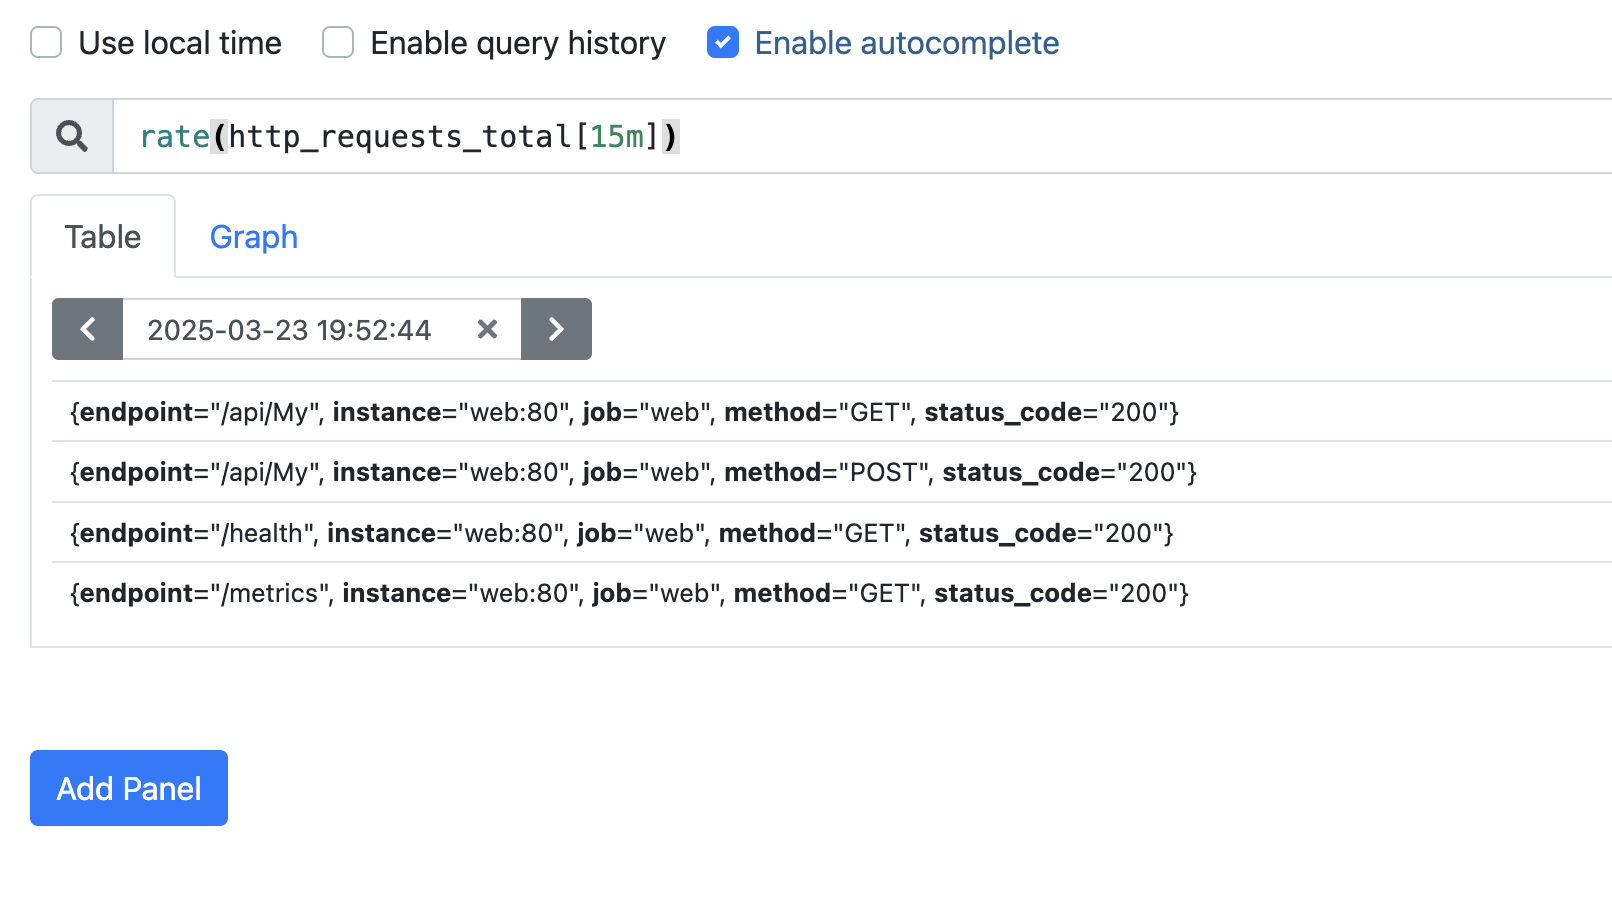 Use local time Enable query history Enable autocomplete
rate(http_requests_total[15m])
Table Graph
2025-03-23 19:52:44
{endpoint="/api/My", instance="web:80", job="web", method="GET", status_code="200"}
{endpoint="/api/My", instance="web:80", job="web", method="POST", status_code="200"}
{endpoint="/health", instance="web:80", job="web", method="GET", status_code="200"}
{endpoint="/metrics", instance="web:80", job="web", method="GET", status_code="200"}
Add Panel